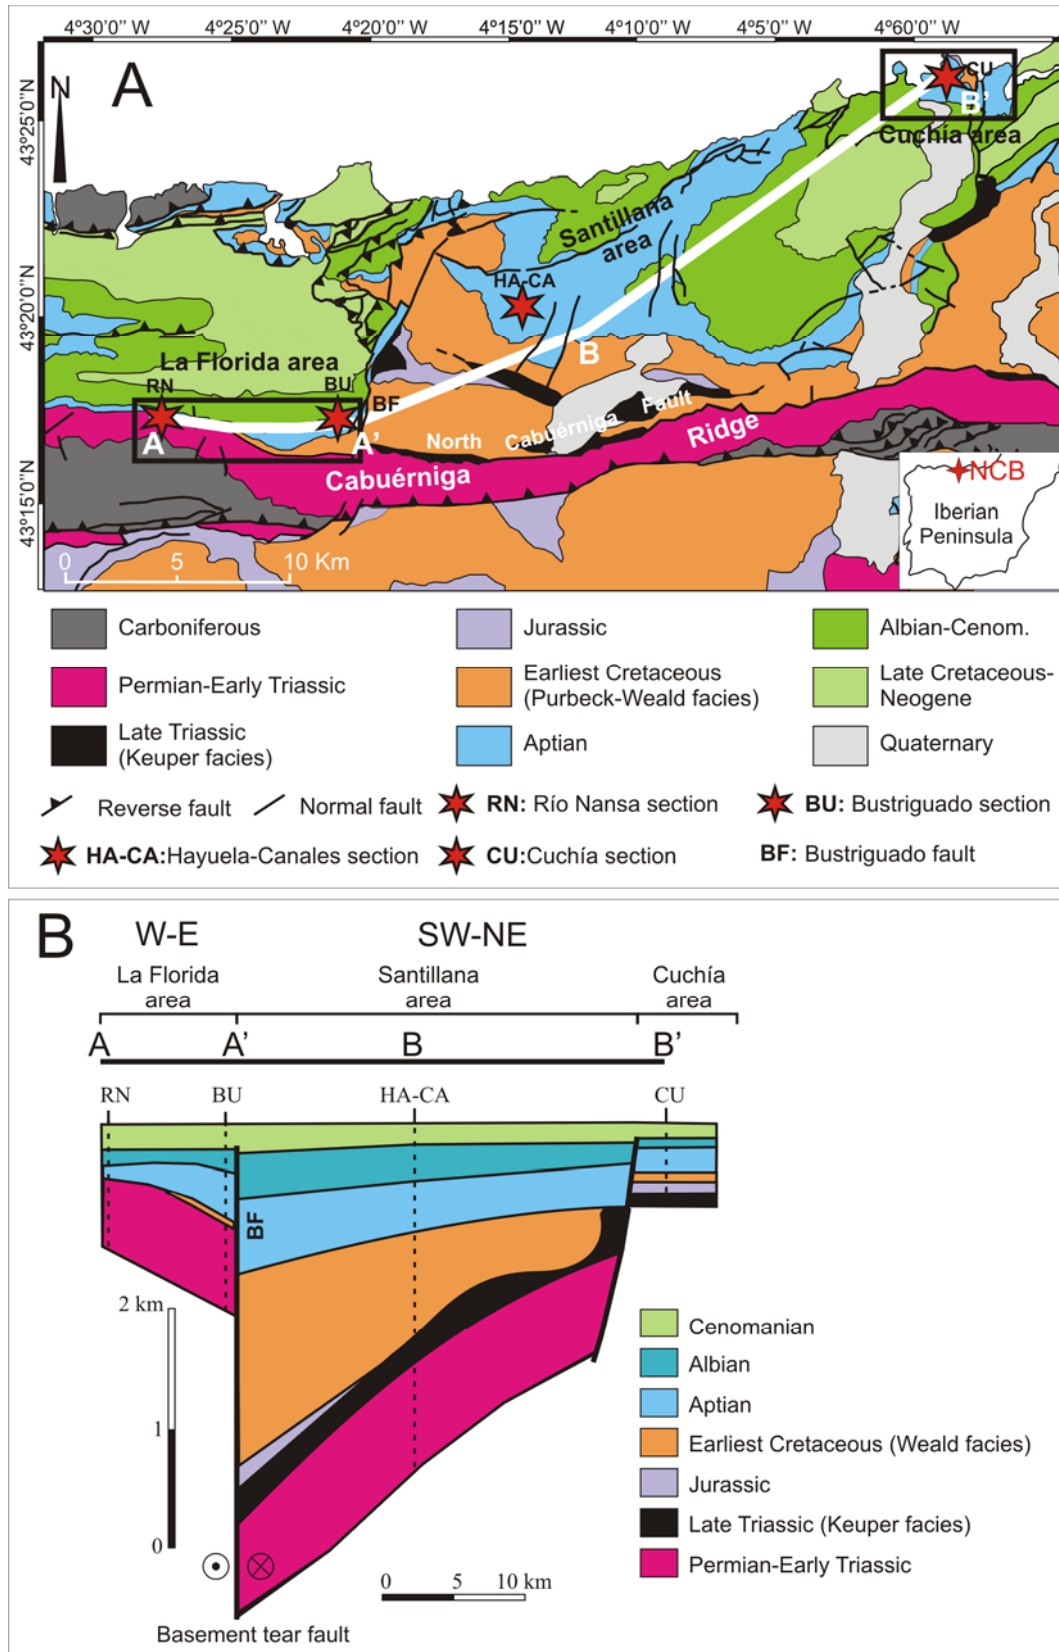 A
4°30'0'' W
4°25'0'' W
4°20'0'' W
4°15'0'' W
4°10'0'' W
4°5'0'' W
4°60'0'' W
43°25'0''N
43°20'0''N
43°15'0''N
N
CU
B'
Cuchía area
Santillana
area
HA-CA
B
La Florida area
RN
BU
BF
A
A'
North
Cabuérniga
Fault
Cabuérniga
Ridge
NCB
Iberian
Peninsula
0 5 10 Km
Carboniferous
Jurassic
Albian-Cenom.
Permian-Early Triassic
Earliest Cretaceous
(Purbeck-Weald facies)
Late Cretaceous-
Neogene
Late Triassic
(Keuper facies)
Aptian
Quaternary
Reverse fault
Normal fault
RN: Río Nansa section
BU: Bustriguado section
HA-CA:Hayuela-Canales section
CU:Cuchía section
BF: Bustriguado fault
B
W-E
SW-NE
La Florida
area
Santillana
area
Cuchía
area
A
A'
B
B'
RN
BU
HA-CA
CU
BF
2 km
1
0
Cenomanian
Albian
Aptian
Earliest Cretaceous (Weald facies)
Jurassic
Late Triassic (Keuper facies)
Permian-Early Triassic
0 5 10 km
Basement tear fault